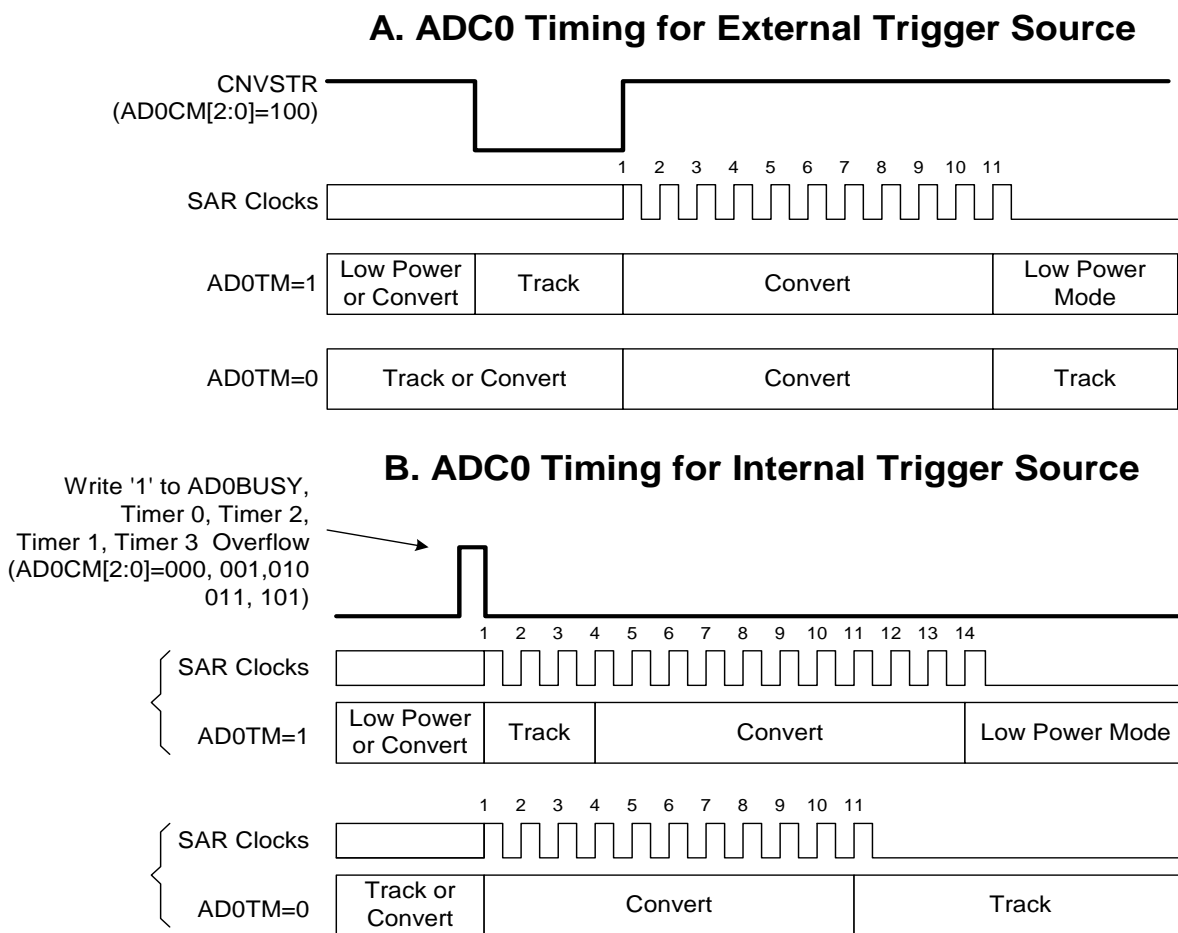 A. ADC0 Timing for External Trigger Source
CNVSTR
(AD0CM[2:0]=100)
1 2 3 4 5 6 7 8 9 10 11
SAR Clocks
AD0TM=1
Low Power
or Convert
Track
Convert
Low Power
Mode
AD0TM=0
Track or Convert
Convert
Track
B. ADC0 Timing for Internal Trigger Source
Write '1' to AD0BUSY,
Timer 0, Timer 2,
Timer 1, Timer 3 Overflow
(AD0CM[2:0]=000, 001,010
011, 101)
1 2 3 4 5 6 7 8 9 10 11 12 13 14
SAR Clocks
AD0TM=1
Low Power
or Convert
Track
Convert
Low Power Mode
1 2 3 4 5 6 7 8 9 10 11
SAR Clocks
AD0TM=0
Track or
Convert
Convert
Track